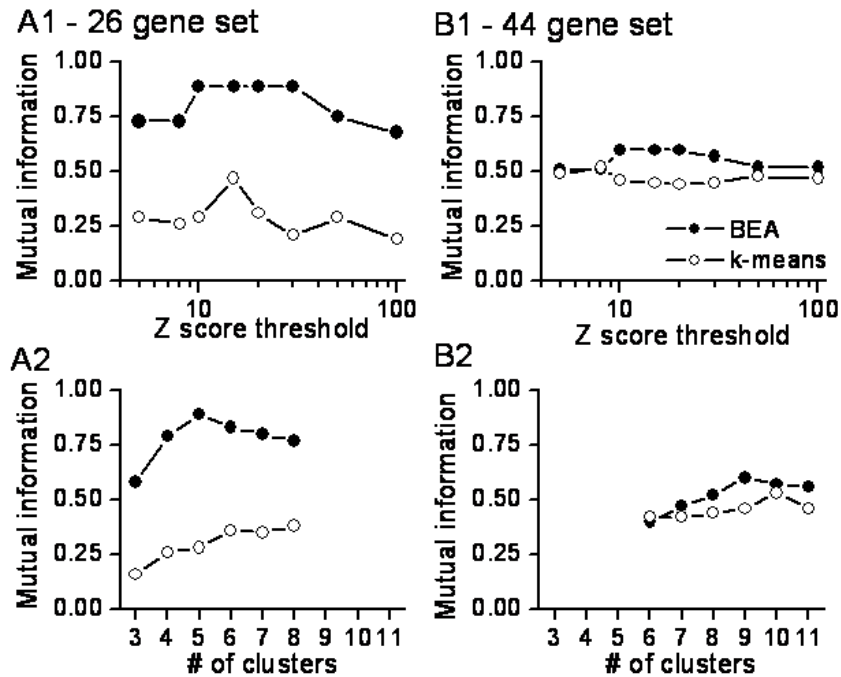 A1 - 26 gene set
Mutual information
1.00
0.75
0.50
0.25
0.00
10
100
Z score threshold
B1 - 44 gene set
Mutual information
1.00
0.75
0.50
0.25
0.00
BEA
k-means
10
100
Z score threshold
A2
Mutual information
1.00
0.75
0.50
0.25
0.00
3 4 5 6 7 8 9 10 11
# of clusters
B2
Mutual information
1.00
0.75
0.50
0.25
0.00
3 4 5 6 7 8 9 10 11
# of clusters